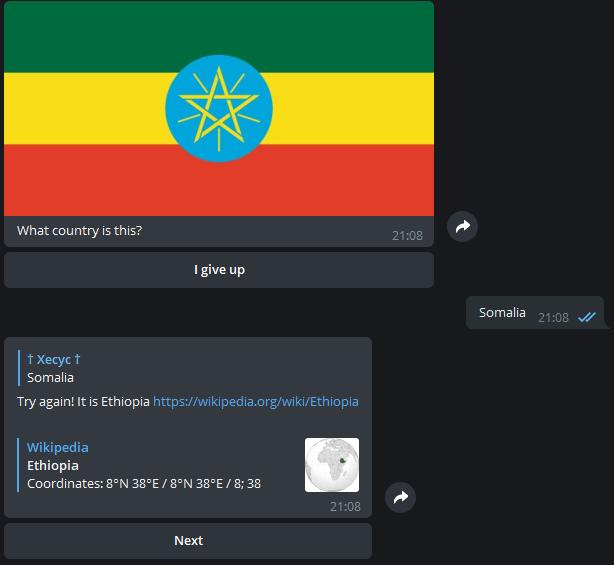 What country is this?
21:08
I give up
Somalia 21:08
† Xecyc †
Somalia
Try again! It is Ethiopia https://wikipedia.org/wiki/Ethiopia
Wikipedia
Ethiopia
Coordinates: 8°N 38°E / 8°N 38°E / 8; 38
21:08
Next